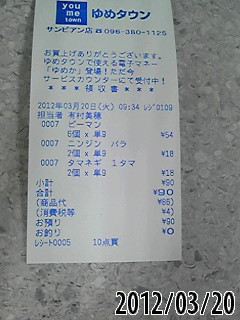 you me town ゆめタウン
サンピアン店 ☎096-380-1125
お買上げありがとうございます。
ゆめタウンで使える電子マネー
「ゆめか」登場!ただ今
サービスカウンターにて受付中!
* * * 領 収 書 * * *
2012年03月20日(火) 09:34 レジ0109
担当者 有村美穂
0007 ピーマン
6個 x 単9 ¥54
0007 ニンジン バラ
2個 x 単9 ¥18
0007 タマネギ 1タマ
2個 x 単9 ¥18
小計 ¥90
合計 ¥90
(商品代 ¥86)
(消費税等 ¥4)
お預り ¥90
お釣り ¥0
レシート0005 10点買
2012/03/20